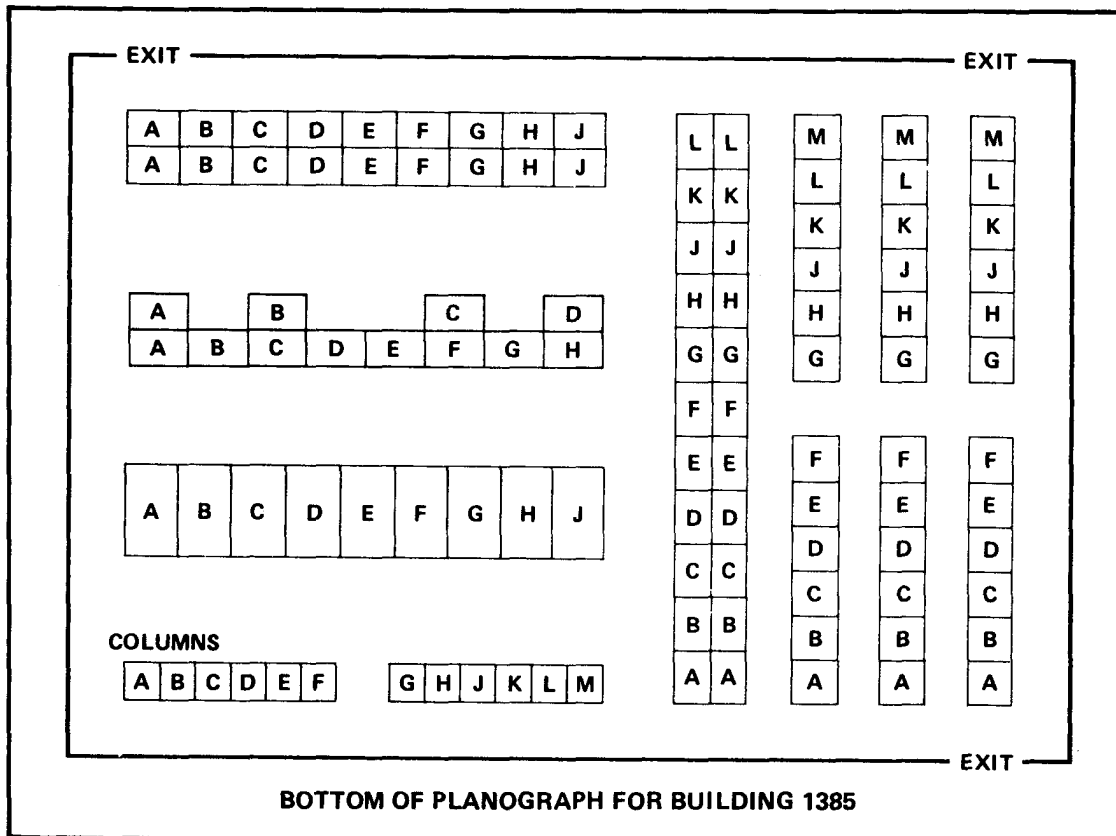 EXIT
EXIT
A B C D E F G H J
A B C D E F G H J
A B C D
A B C D E F G H
A B C D E F G H J
COLUMNS
A B C D E F
G H J K L M
L L
K K
J J
H H
G G
F F
E E
D D
C C
B B
A A
M M M
L L L
K K K
J J J
H H H
G G G
F F F
E E E
D D D
C C C
B B B
A A A
EXIT
BOTTOM OF PLANOGRAPH FOR BUILDING 1385